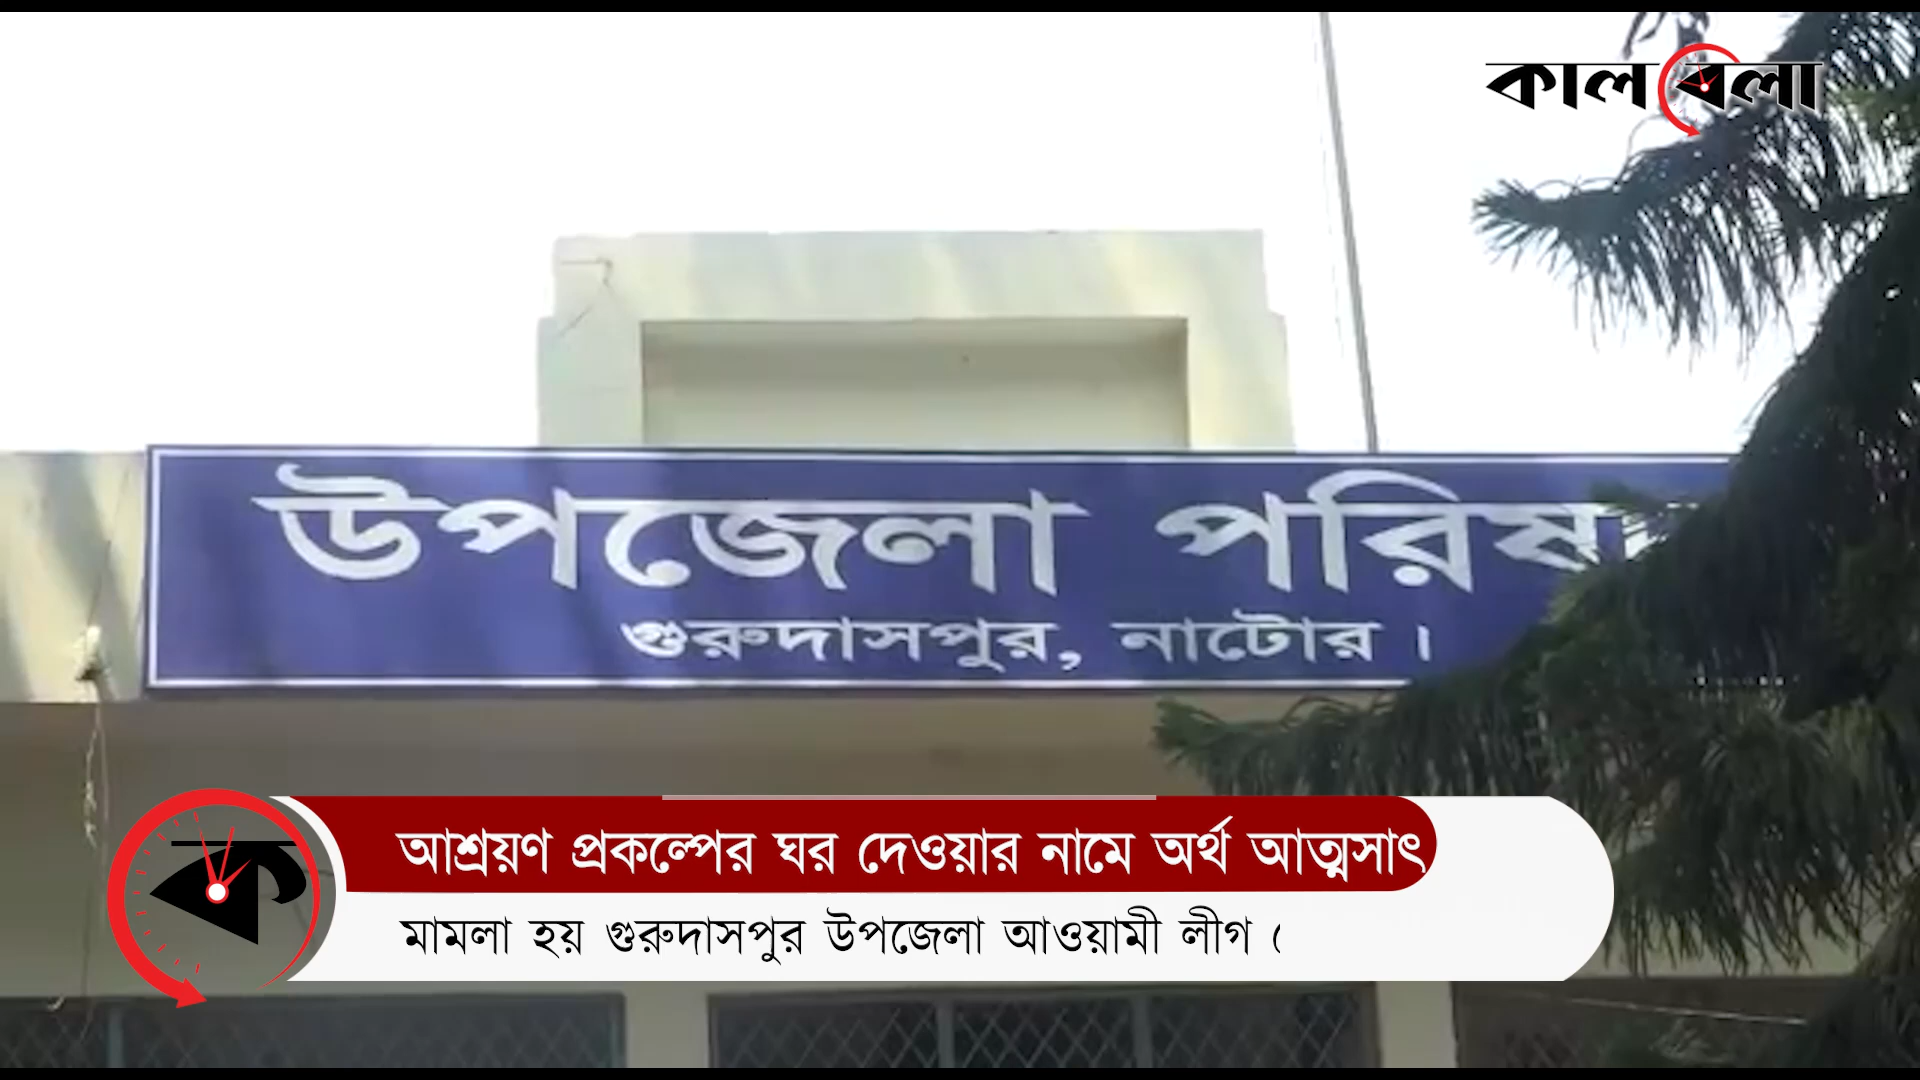 কালবেলা
উপজেলা পরিষ
গুরুদাসপুর, নাটোর।
আশ্রয়ণ প্রকল্পের ঘর দেওয়ার নামে অর্থ আত্মসাৎ
মামলা হয় গুরুদাসপুর উপজেলা আওয়ামী লীগ